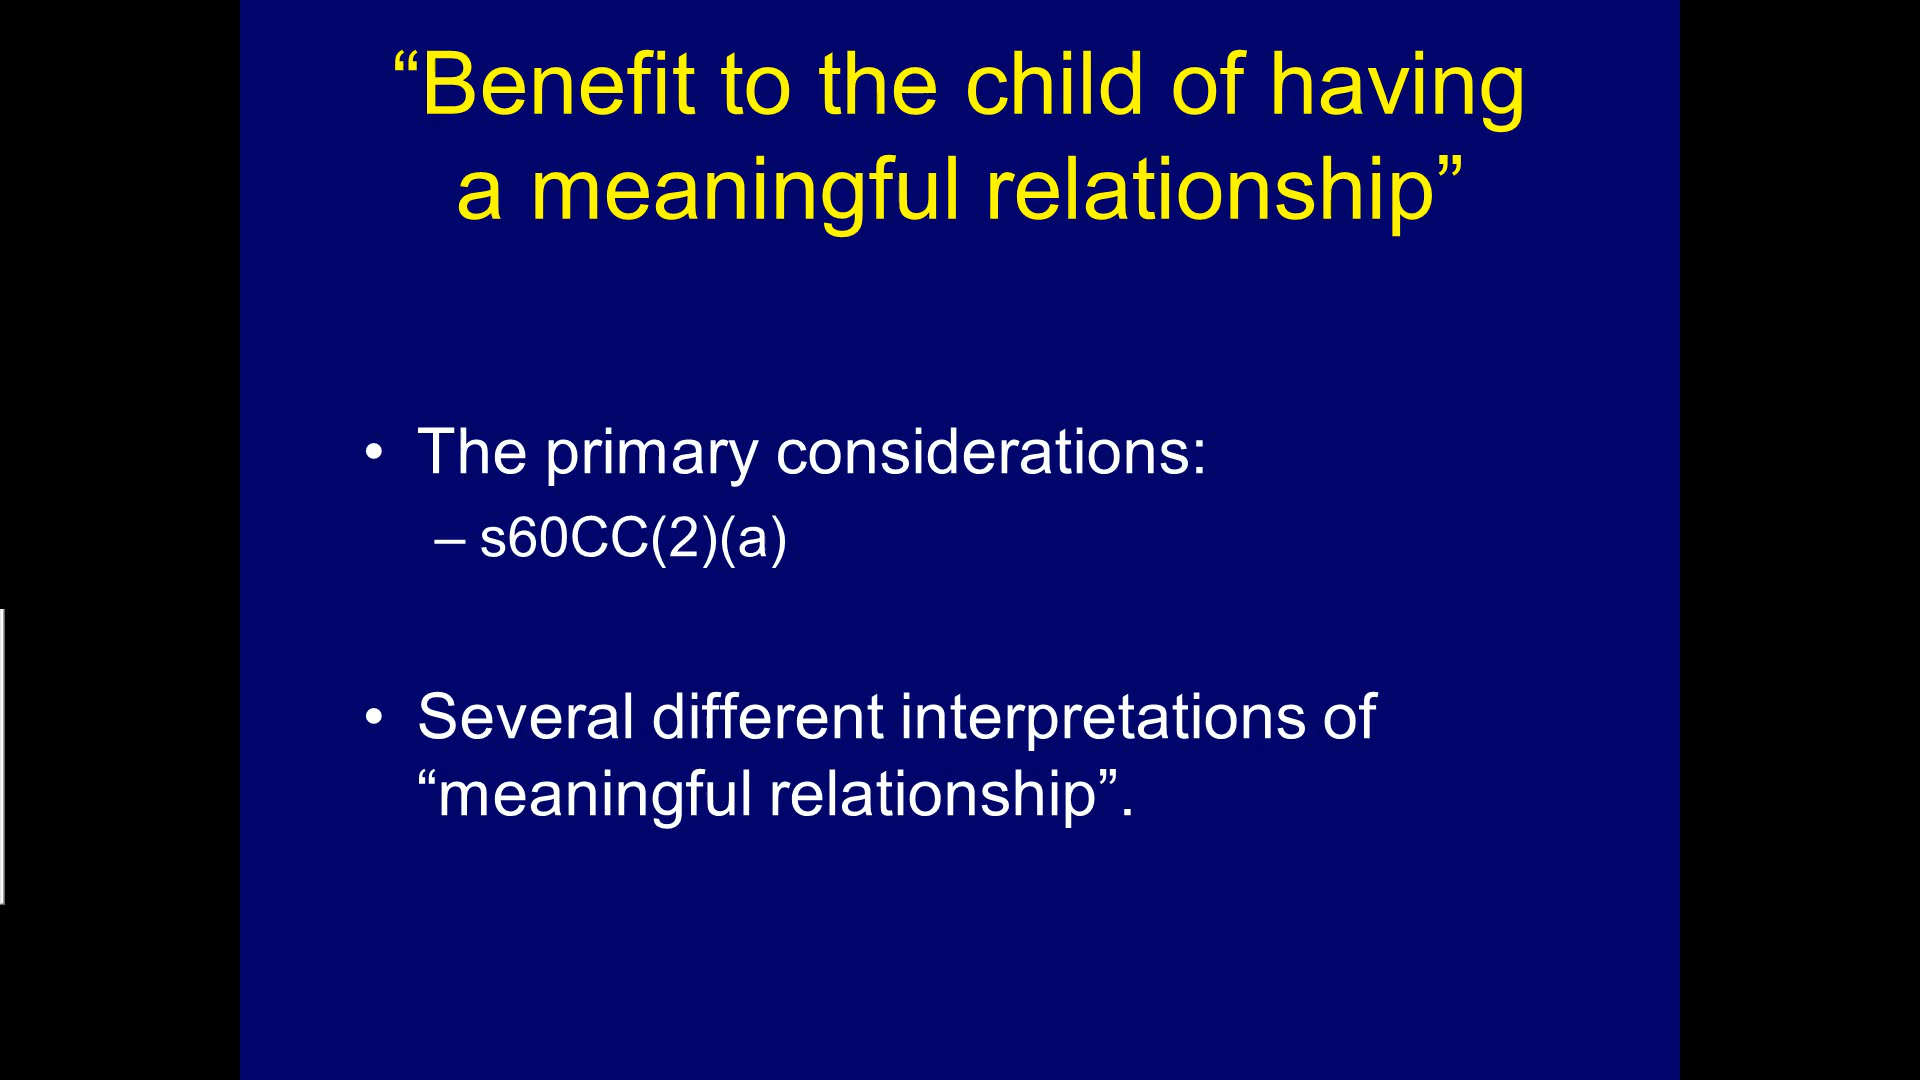 “Benefit to the child of having
a meaningful relationship”
• The primary considerations:
– s60CC(2)(a)
• Several different interpretations of
“meaningful relationship”.